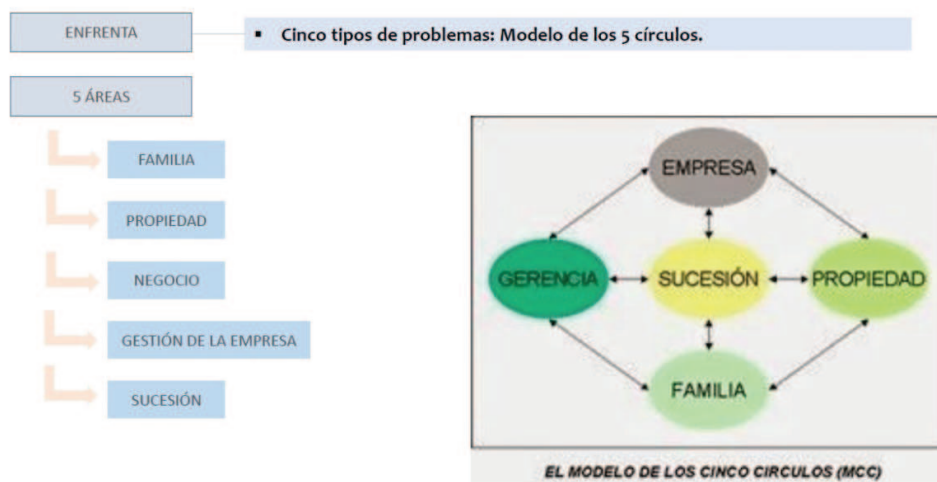 ENFRENTA
▪ Cinco tipos de problemas: Modelo de los 5 círculos.
5 ÁREAS
FAMILIA
PROPIEDAD
NEGOCIO
GESTIÓN DE LA EMPRESA
SUCESIÓN
EMPRESA
GERENCIA
SUCESIÓN
PROPIEDAD
FAMILIA
EL MODELO DE LOS CINCO CIRCULOS (MCC)